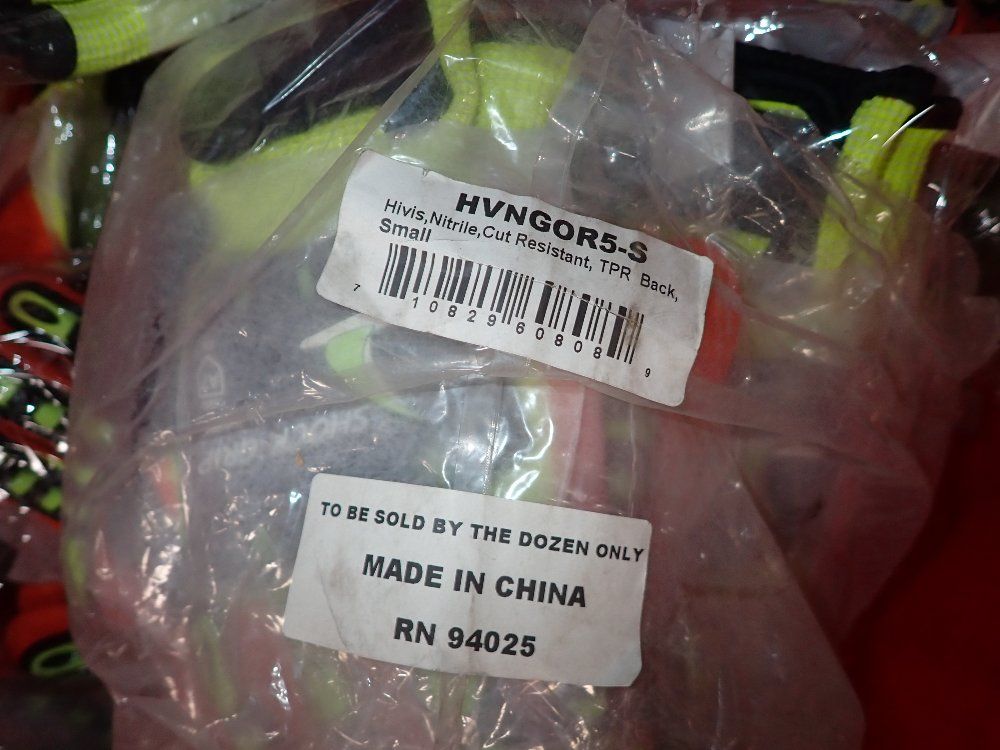 HVNGOR5-S
Hivis,Nitrile,Cut Resistant, TPR Back,
Small
7 10829 60808 9
TO BE SOLD BY THE DOZEN ONLY
MADE IN CHINA
RN 94025